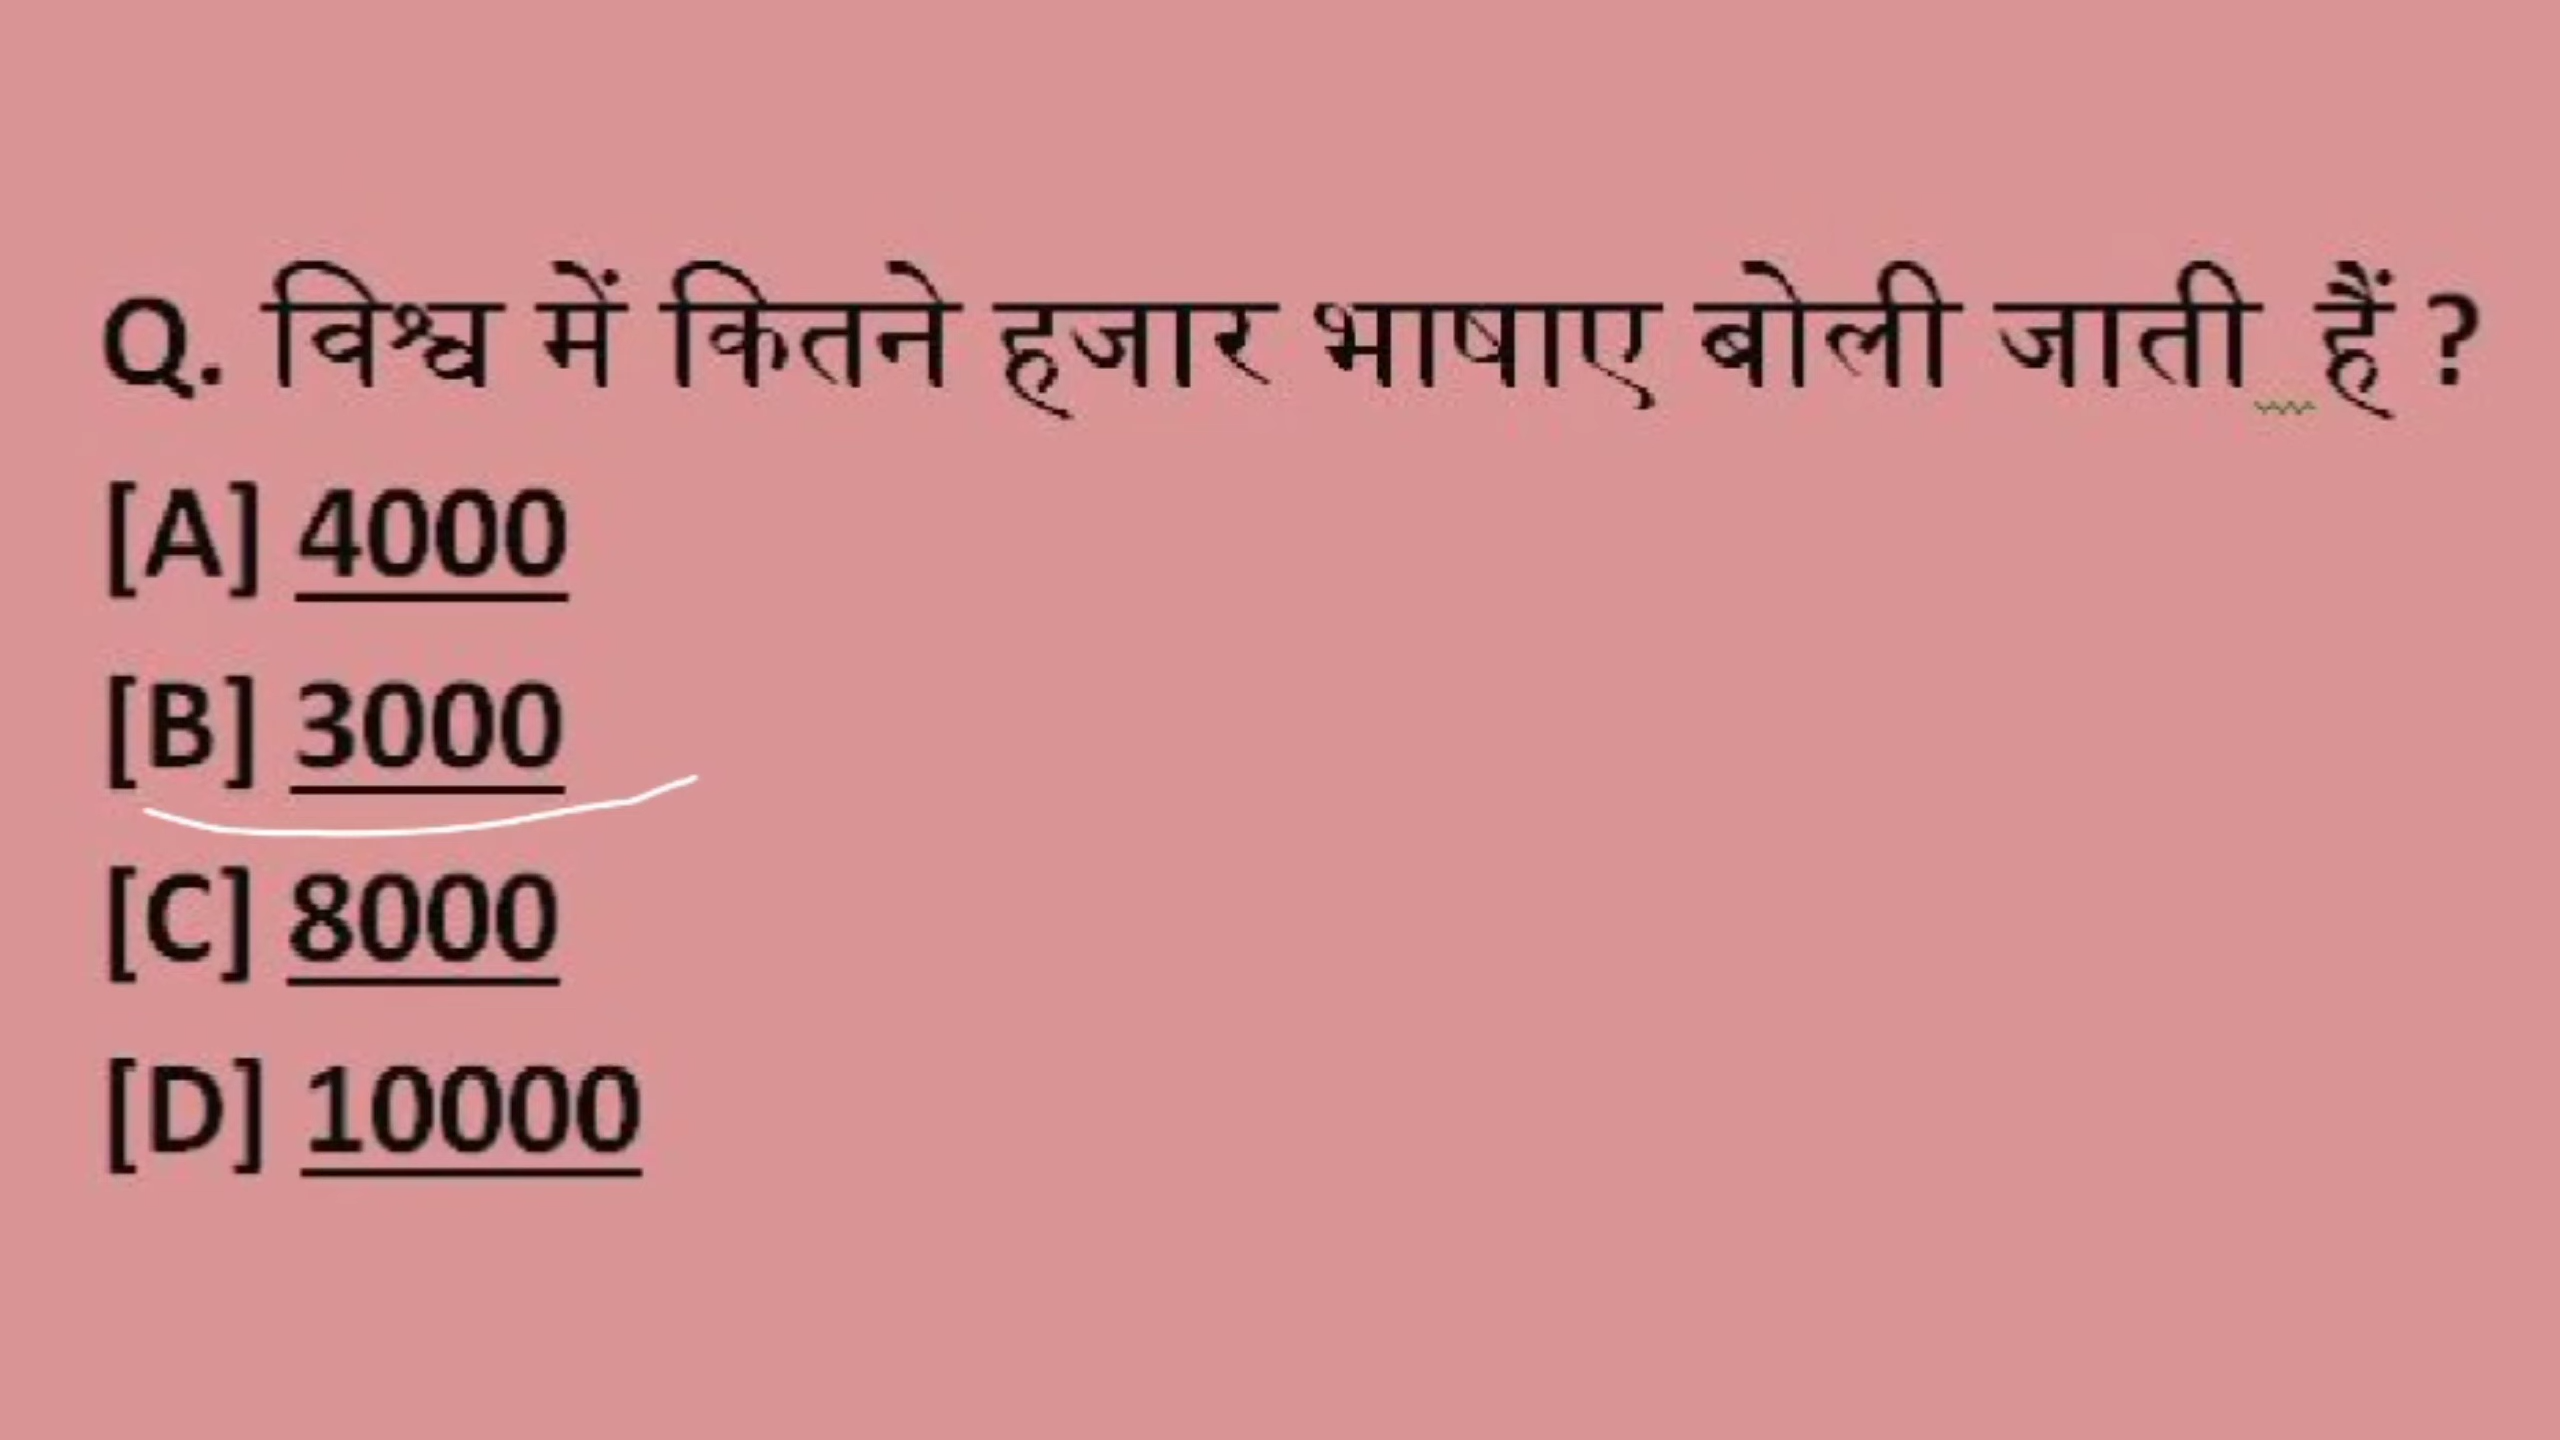 Q. विश्व में कितने हजार भाषाए बोली जाती हैं ?
[A] 4000
[B] 3000
[C] 8000
[D] 10000